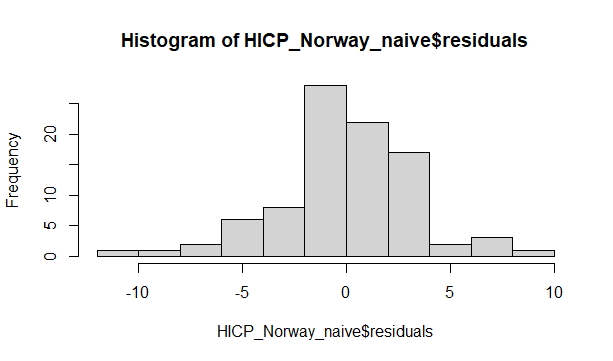 Histogram of HICP_Norway_naive$residuals
Frequency
20
10
5
0
-10 -5 0 5 10
HICP_Norway_naive$residuals